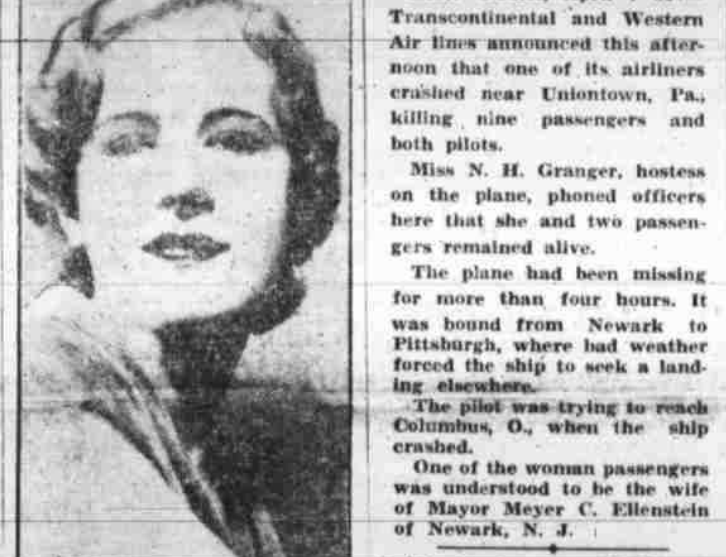 Transcontinental and Western
Air lines announced this after-
noon that one of its airliners
crashed near Uniontown, Pa.,
killing nine passengers and
both pilots.
Miss N. H. Granger, hostess
on the plane, phoned officers
here that she and two passen-
gers remained alive.
The plane had been missing
for more than four hours. It
was bound from Newark to
Pittsburgh, where bad weather
forced the ship to seek a land-
ing elsewhere.
The pilot was trying to reach
Columbus, O., when the ship
crashed.
One of the woman passengers
was understood to be the wife
of Mayor Meyer C. Ellenstein
of Newark, N. J.